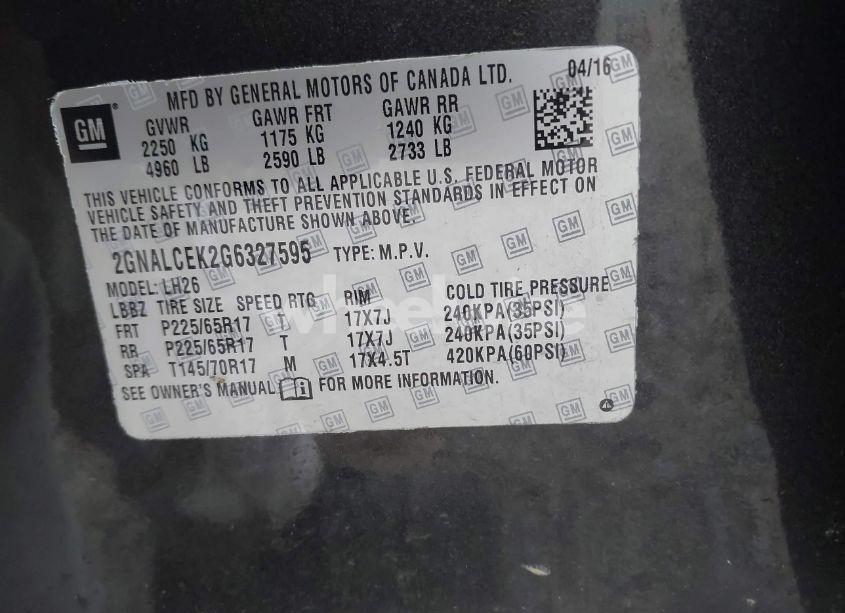 MFD BY GENERAL MOTORS OF CANADA LTD. 04/16
GM
GVWR GAWR FRT GAWR RR
2250 KG 1175 KG 1240 KG
4960 LB 2590 LB 2733 LB
THIS VEHICLE CONFORMS TO ALL APPLICABLE U.S. FEDERAL MOTOR
VEHICLE SAFETY AND THEFT PREVENTION STANDARDS IN EFFECT ON
THE DATE OF MANUFACTURE SHOWN ABOVE.
2GNALCEK2G6327595 TYPE: M.P.V.
MODEL: LH26
LBBZ TIRE SIZE SPEED RTG RIM COLD TIRE PRESSURE
FRT P225/65R17 T 17X7J 240KPA(35PSI)
RR P225/65R17 T 17X7J 240KPA(35PSI)
SPA T145/70R17 M 17X4.5T 420KPA(60PSI)
SEE OWNER'S MANUAL FOR MORE INFORMATION.